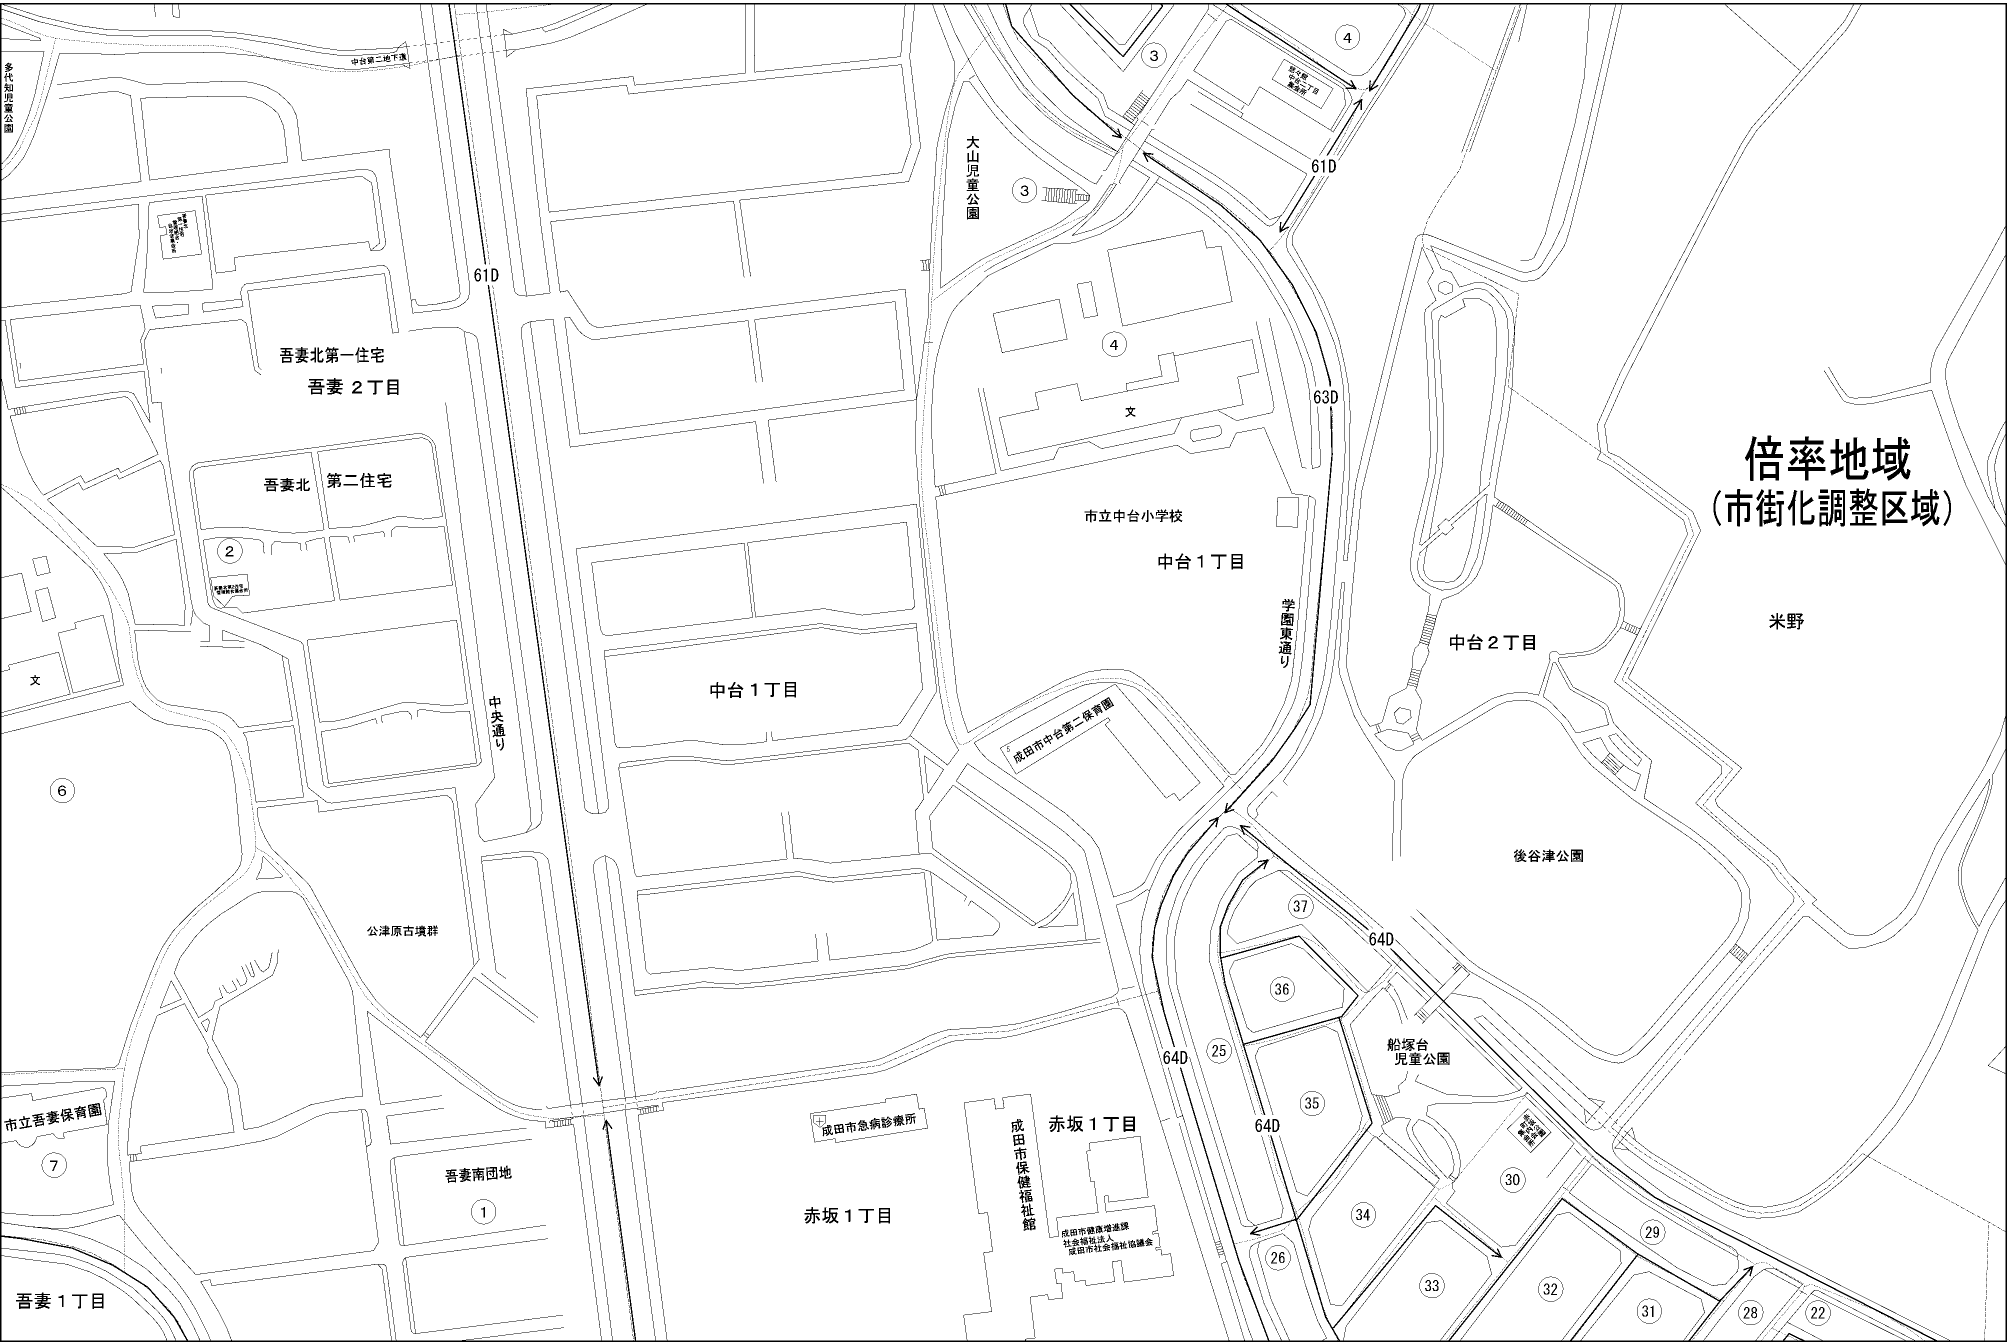 中台第二地下道
多代知児童公園
3
4
61D
大山児童公園
3
61D
吾妻北第一住宅
吾妻２丁目
4
63D
文
倍率地域
（市街化調整区域）
吾妻北 第二住宅
2
市立中台小学校
中台１丁目
学園東通り
米野
中台２丁目
文
中央通り
中台１丁目
成田市中台第二保育園
6
後谷津公園
公津原古墳群
37
64D
36
25
64D
船塚台
児童公園
35
64D
市立吾妻保育園
7
成田市急病診療所
成田市保健福祉館
赤坂１丁目
吾妻南団地
1
赤坂１丁目
成田市健康増進課
社会福祉法人
成田市社会福祉協議会
30
34
29
26
33
32
31
28
22
吾妻１丁目